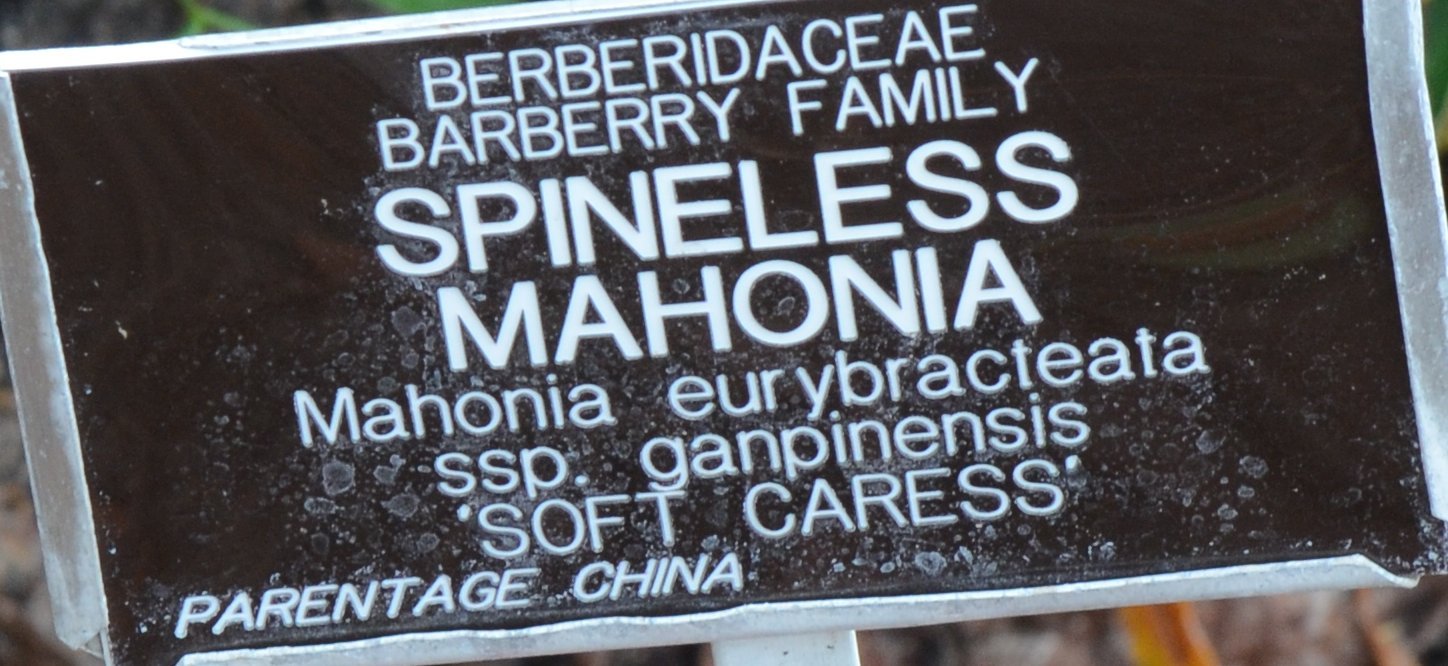 BERBERIDACEAE
BARBERRY FAMILY
SPINELESS
MAHONIA
Mahonia eurybracteata
ssp. ganpinensis
'SOFT CARESS'
PARENTAGE CHINA